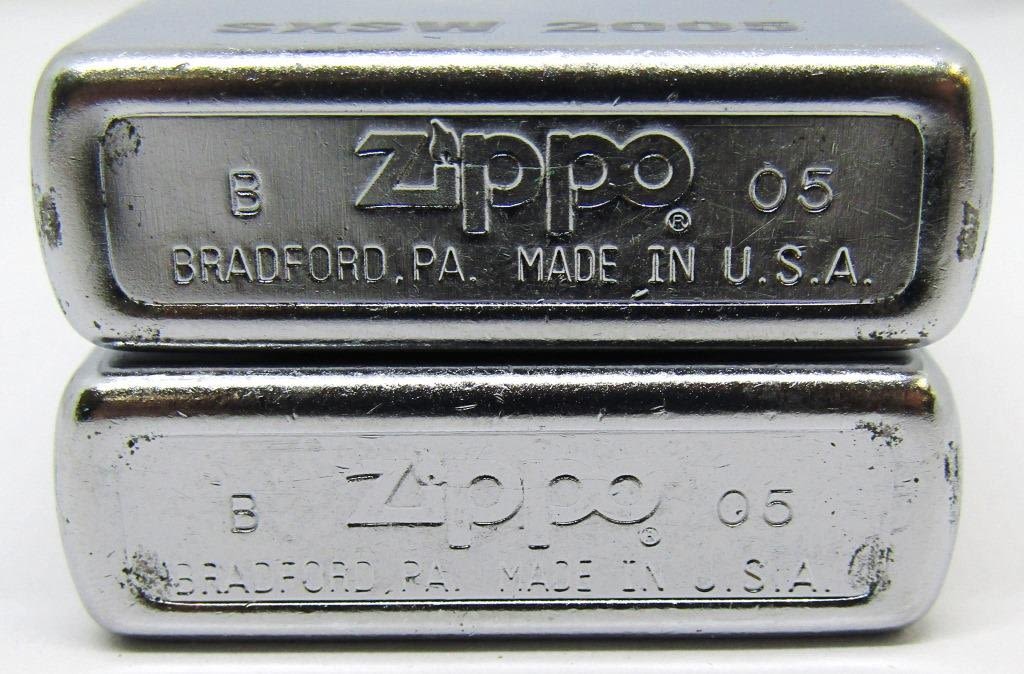 SXSW 2005
B Zippo® 05
BRADFORD, PA. MADE IN U.S.A.
B Zippo® 05
BRADFORD, PA. MADE IN U.S.A.